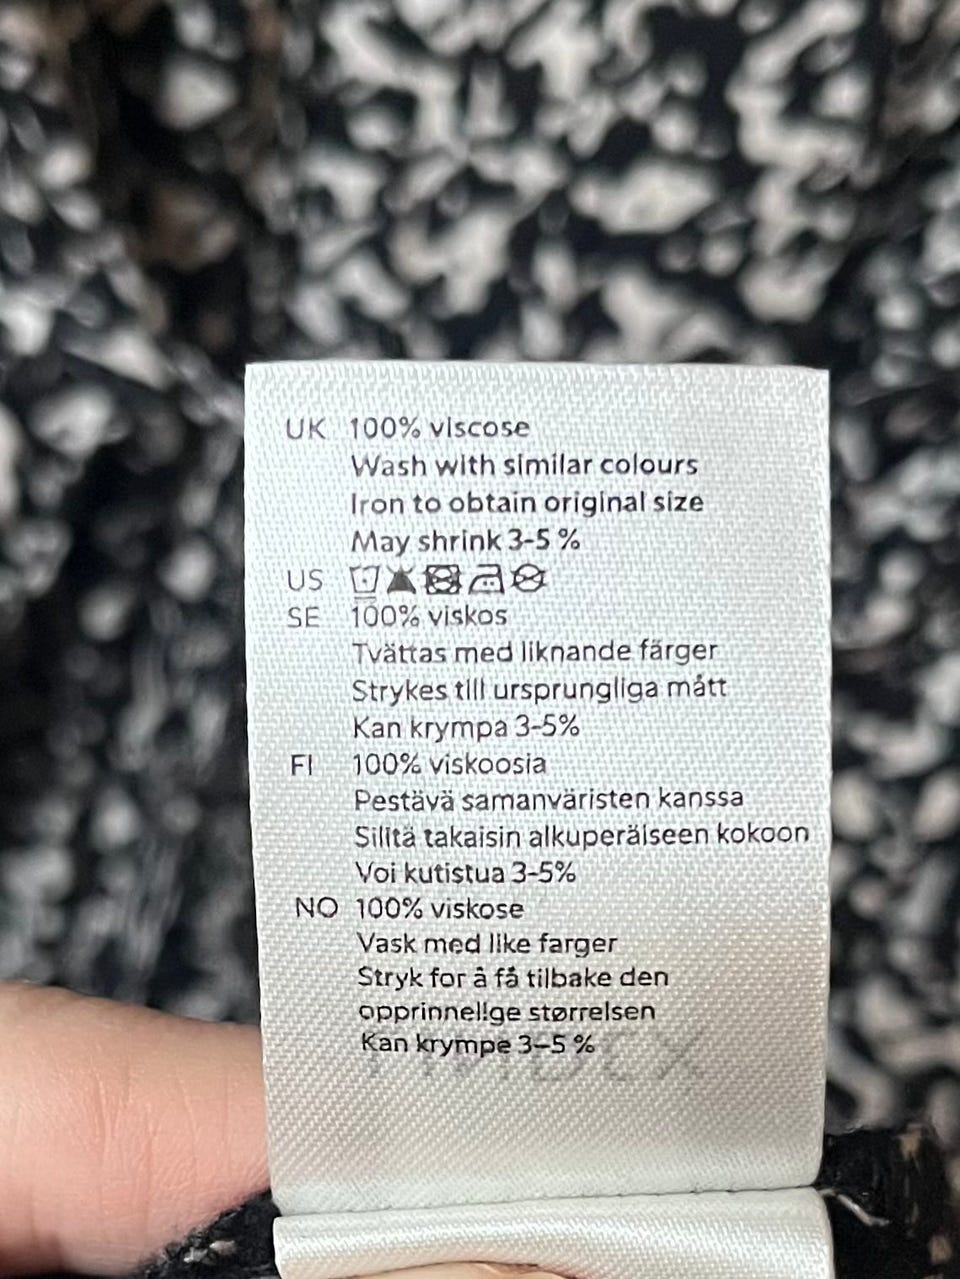 UK 100% viscose
Wash with similar colours
Iron to obtain original size
May shrink 3-5 %
US
SE 100% viskos
Tvättas med liknande färger
Strykes till ursprungliga mått
Kan krympa 3-5%
FI 100% viskoosia
Pestävä samanväristen kanssa
Silitä takaisin alkuperäiseen kokoon
Voi kutistua 3-5%
NO 100% viskose
Vask med like farger
Stryk for å få tilbake den
opprinnelige størrelsen
Kan krympe 3-5 %